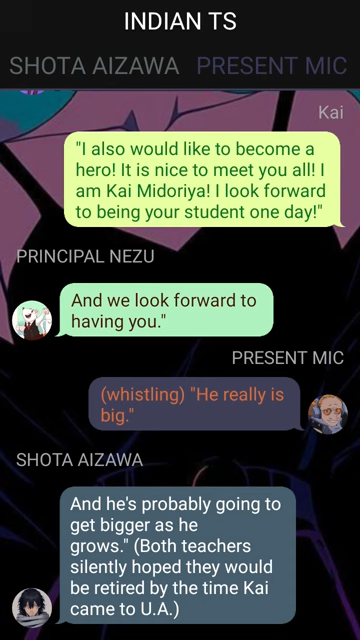 INDIAN TS
SHOTA AIZAWA PRESENT MIC
Kai
"I also would like to become a
hero! It is nice to meet you all! I
am Kai Midoriya! I look forward
to being your student one day!"
PRINCIPAL NEZU
And we look forward to
having you."
PRESENT MIC
(whistling) "He really is
big."
SHOTA AIZAWA
And he's probably going to
get bigger as he
grows." (Both teachers
silently hoped they would
be retired by the time Kai
came to U.A.)